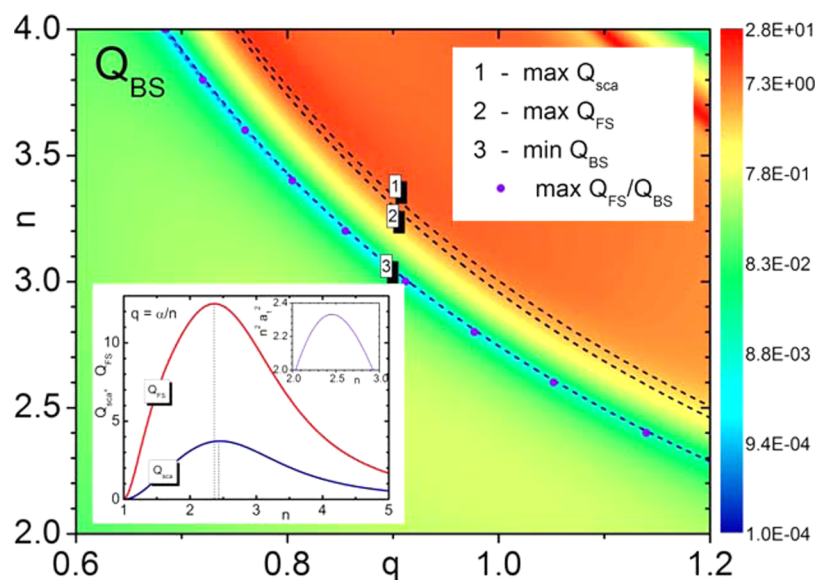 4.0
3.5
3.0
2.5
2.0
n
0.6
0.8
q
1.0
1.2
Q_BS
1 - max Q_sca
2 - max Q_FS
3 - min Q_BS
max Q_FS/Q_BS
1
2
3
2.8E+01
7.3E+00
7.8E-01
8.3E-02
8.8E-03
9.4E-04
1.0E-04
q = α/n
Q_sca, Q_FS
10
5
0
Q_FS
Q_sca
1
2
3
4
5
n
n² a₁²
2.4
2.2
2.0
2.0
2.5
3.0
n